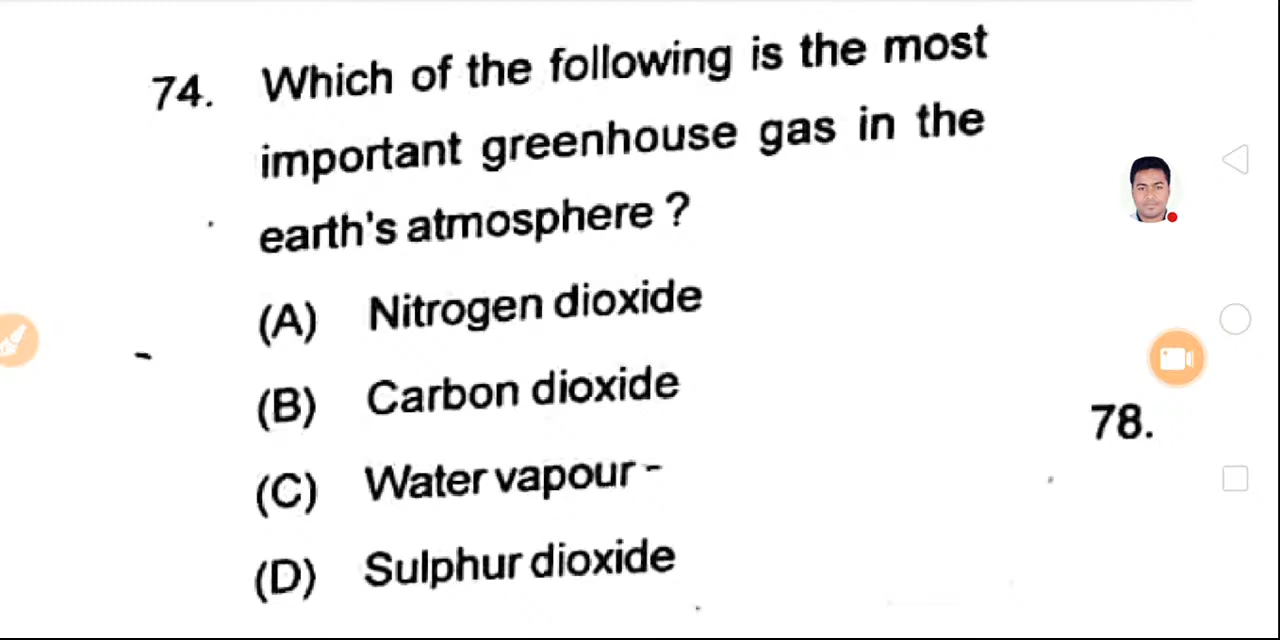 74. Which of the following is the most
important greenhouse gas in the
earth's atmosphere ?
(A) Nitrogen dioxide
(B) Carbon dioxide
(C) Water vapour -
(D) Sulphur dioxide
78.